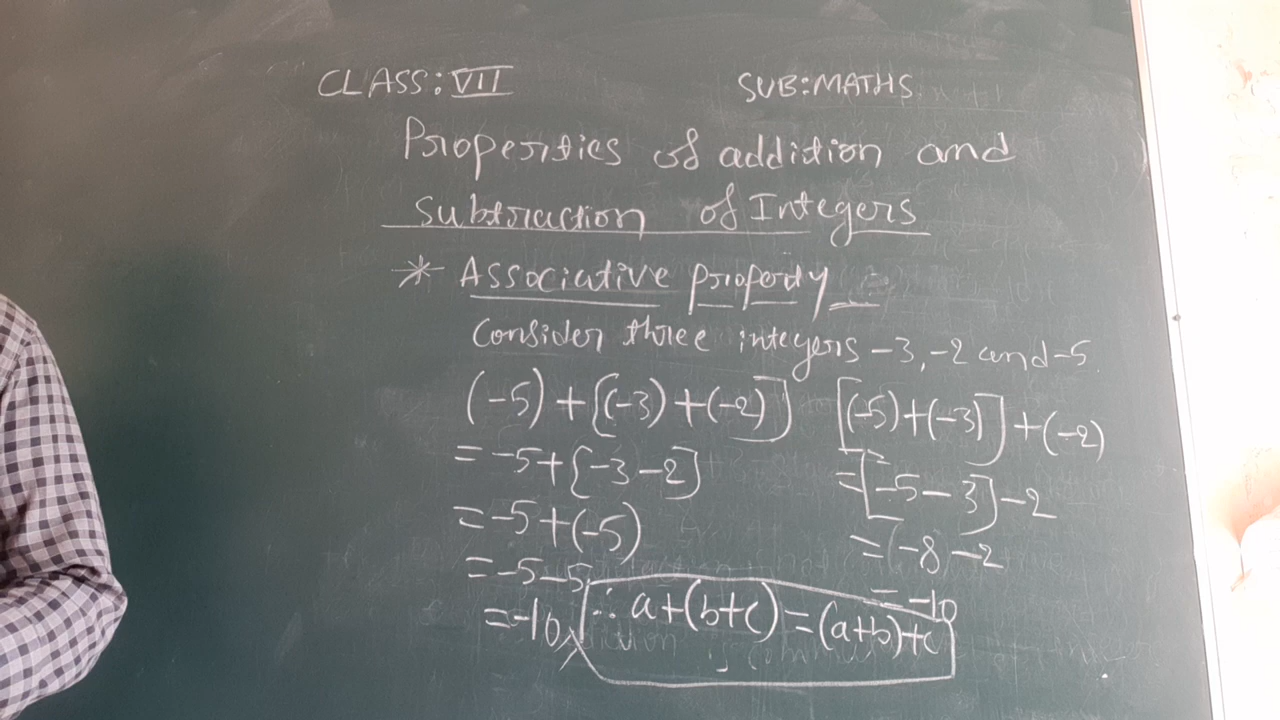 CLASS: VII SUB: MATHS
Properties of addition and
subtraction of Integers
* Associative property :-
Consider three integers -3, -2 and -5.
(-5) + [(-3) + (-2)] [(-5) + (-3)] + (-2)
= -5 + [-3 - 2] = [-5 - 3] - 2
= -5 + (-5) = -8 - 2
= -5 - 5 = -10
= -10 ∴ a + (b + c) = (a + b) + c